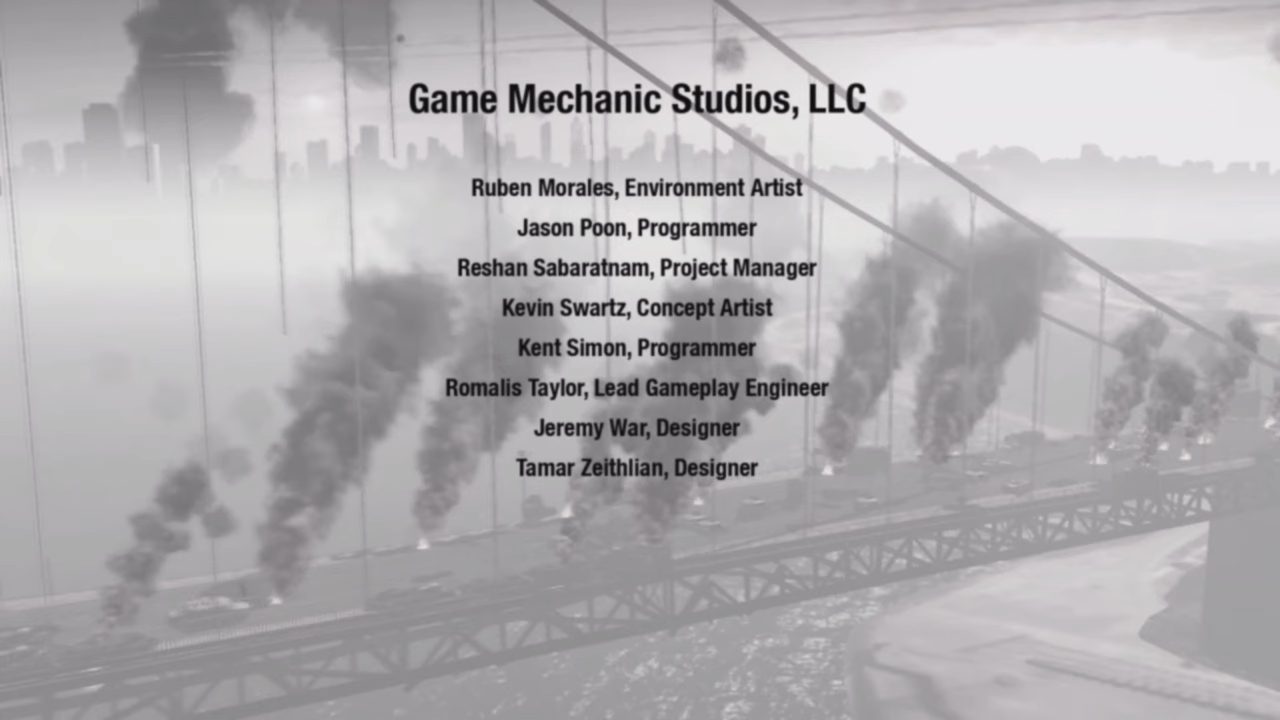 Game Mechanic Studios, LLC
Ruben Morales, Environment Artist
Jason Poon, Programmer
Reshan Sabaratnam, Project Manager
Kevin Swartz, Concept Artist
Kent Simon, Programmer
Romalis Taylor, Lead Gameplay Engineer
Jeremy War, Designer
Tamar Zeithlian, Designer